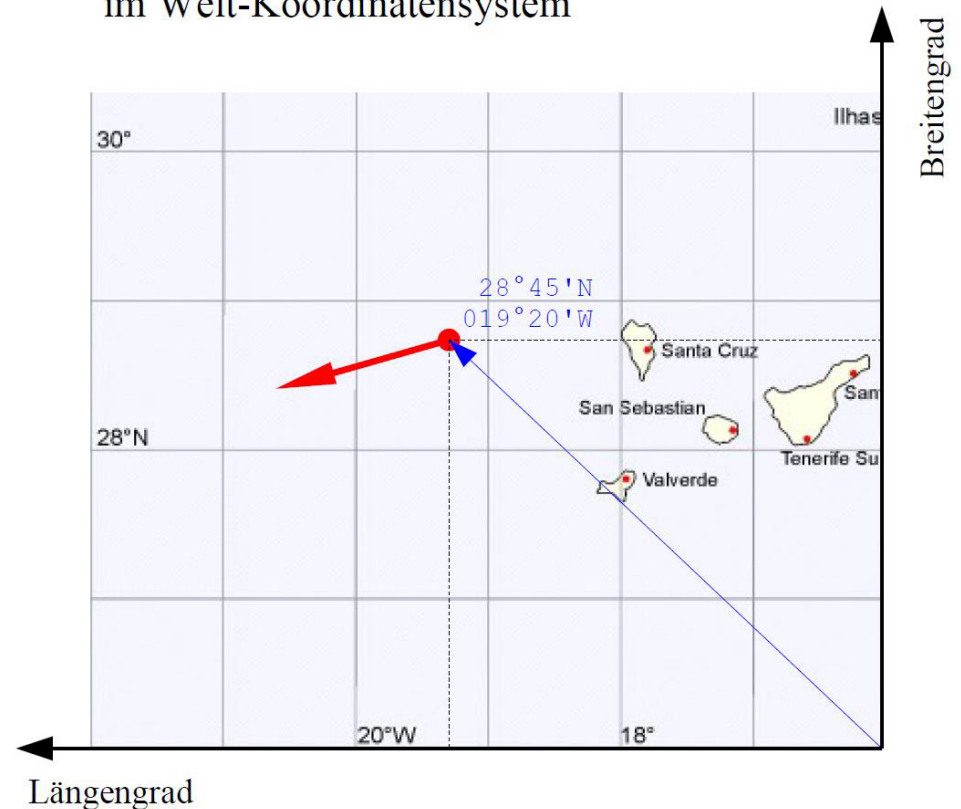 im Welt-Koordinatensystem
Breitengrad
Ilhas
30°
28°45'N
019°20'W
Santa Cruz
San
San Sebastian
28°N
Tenerife Su
Valverde
20°W
18°
Längengrad